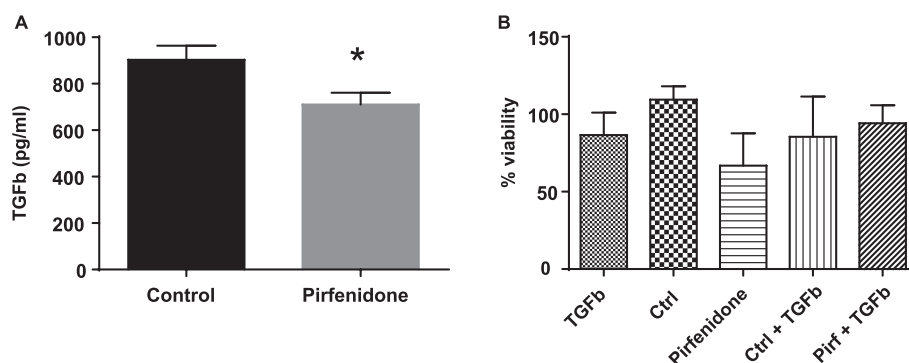 A
TGFb (pg/ml)
1000
800
600
400
200
0
*
Control
Pirfenidone
B
% viability
150
100
50
0
TGFb
Ctrl
Pirfenidone
Ctrl + TGFb
Pirf + TGFb